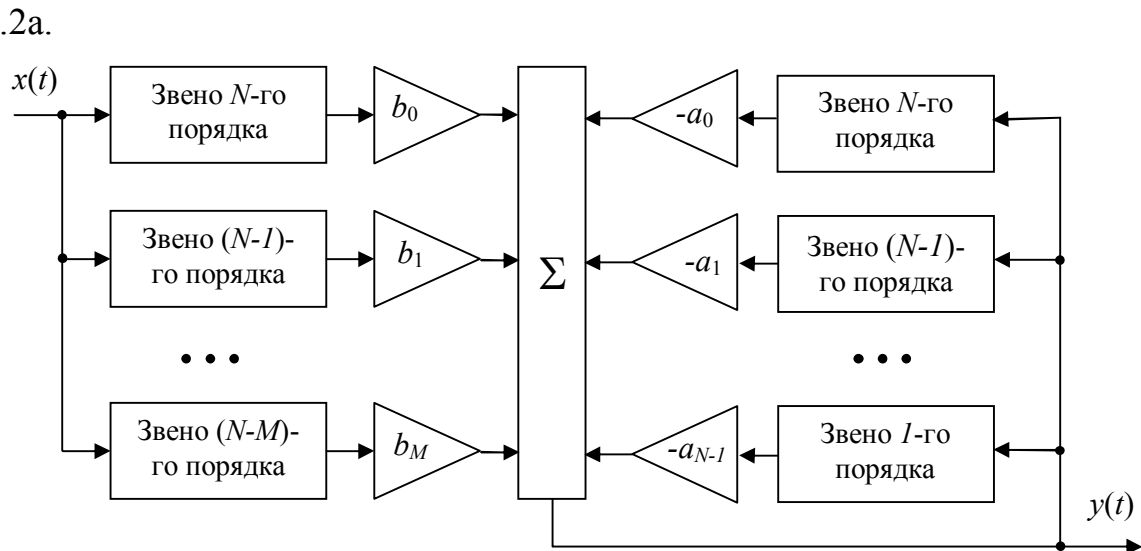 .2а.
x(t)
Звено N-го
порядка
b0
-a0
Звено N-го
порядка
Звено (N-1)-
го порядка
b1
Σ
-a1
Звено (N-1)-
го порядка
• • •
• • •
Звено (N-M)-
го порядка
bM
-aN-1
Звено 1-го
порядка
y(t)